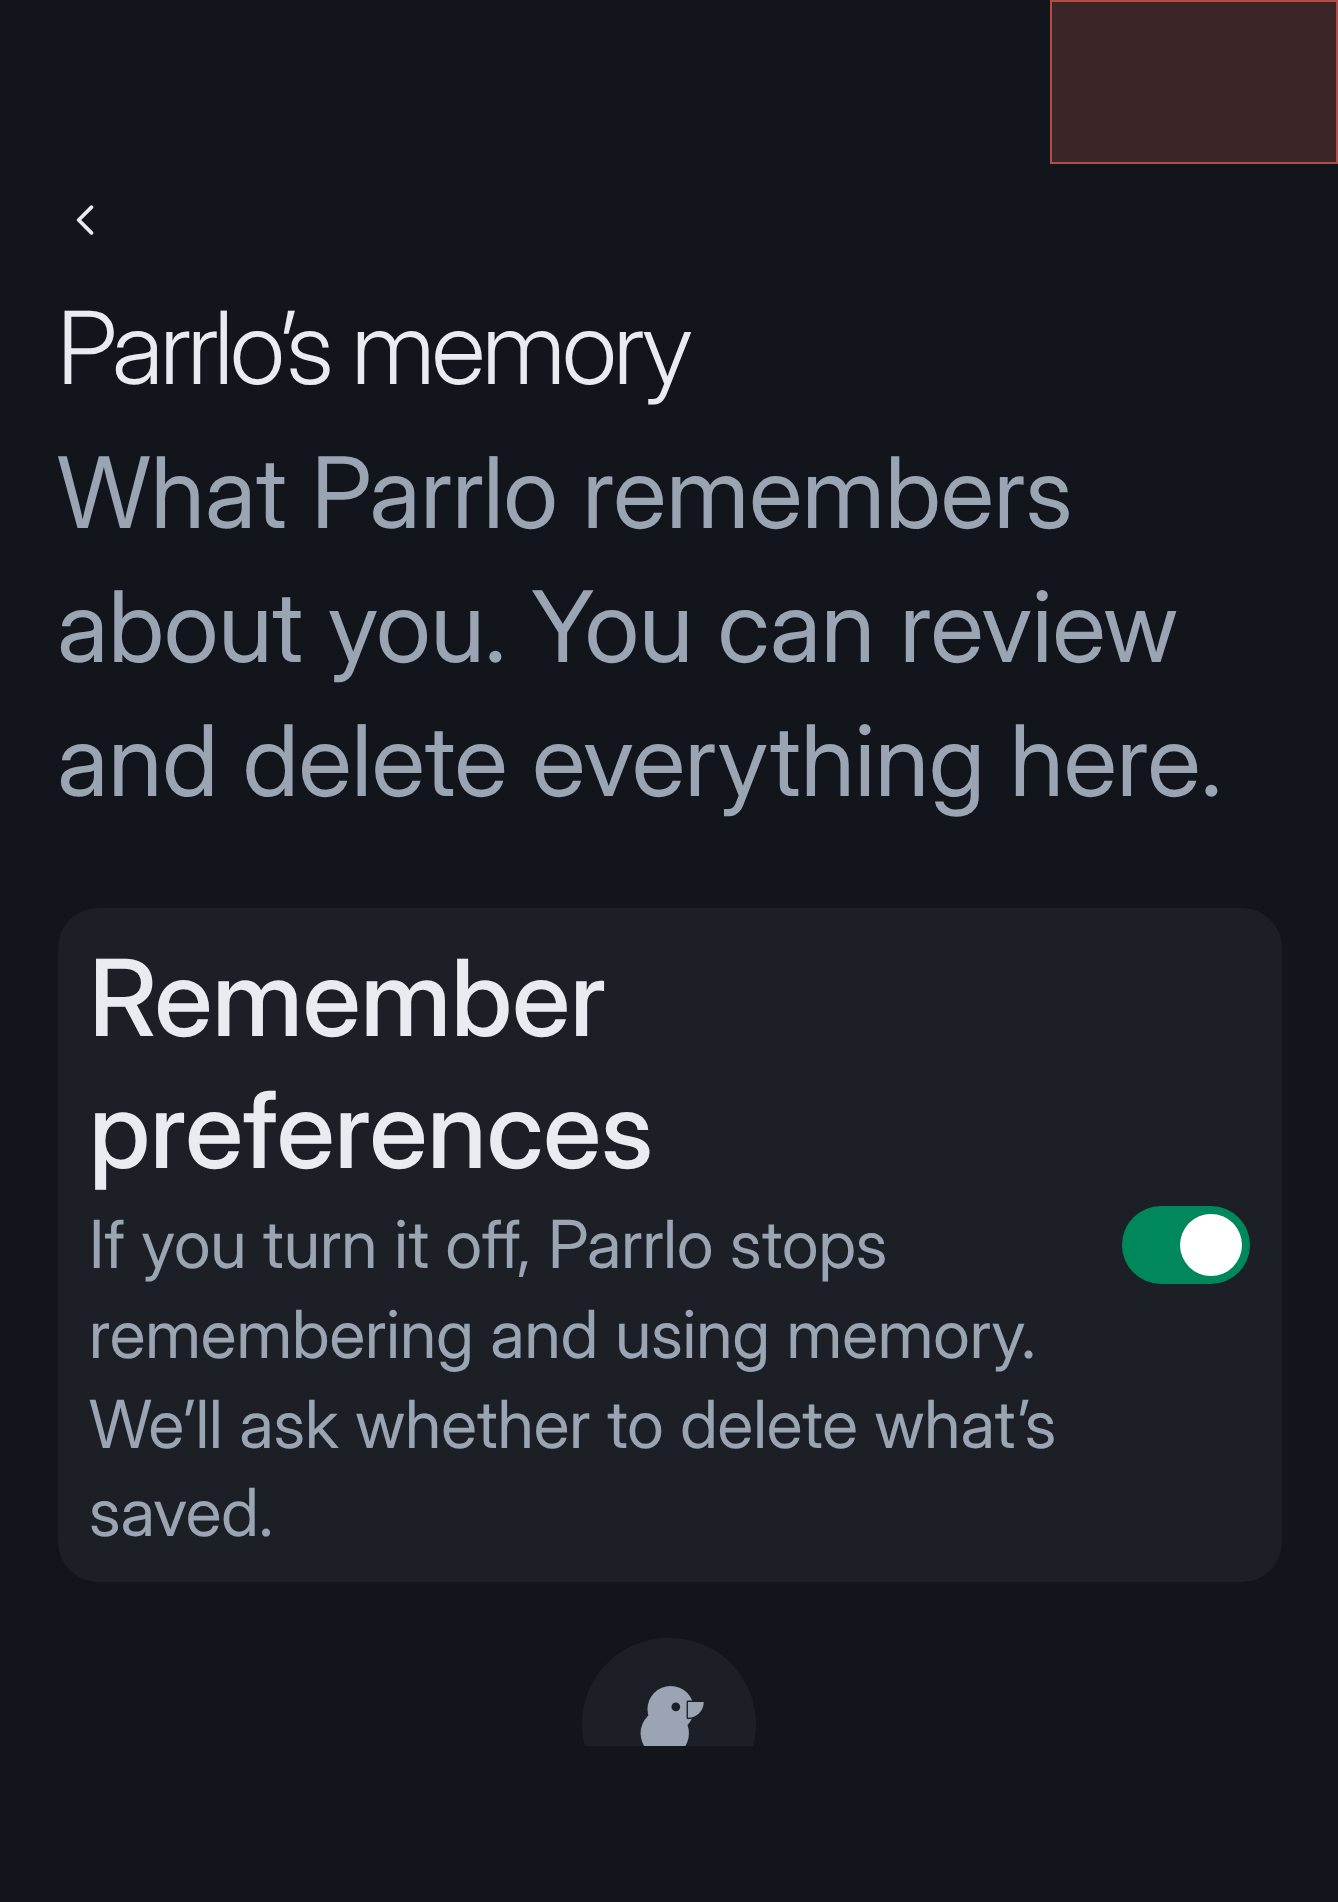 Parrlo’s memory
What Parrlo remembers
about you. You can review
and delete everything here.
Remember
preferences
If you turn it off, Parrlo stops
remembering and using memory.
We’ll ask whether to delete what’s
saved.